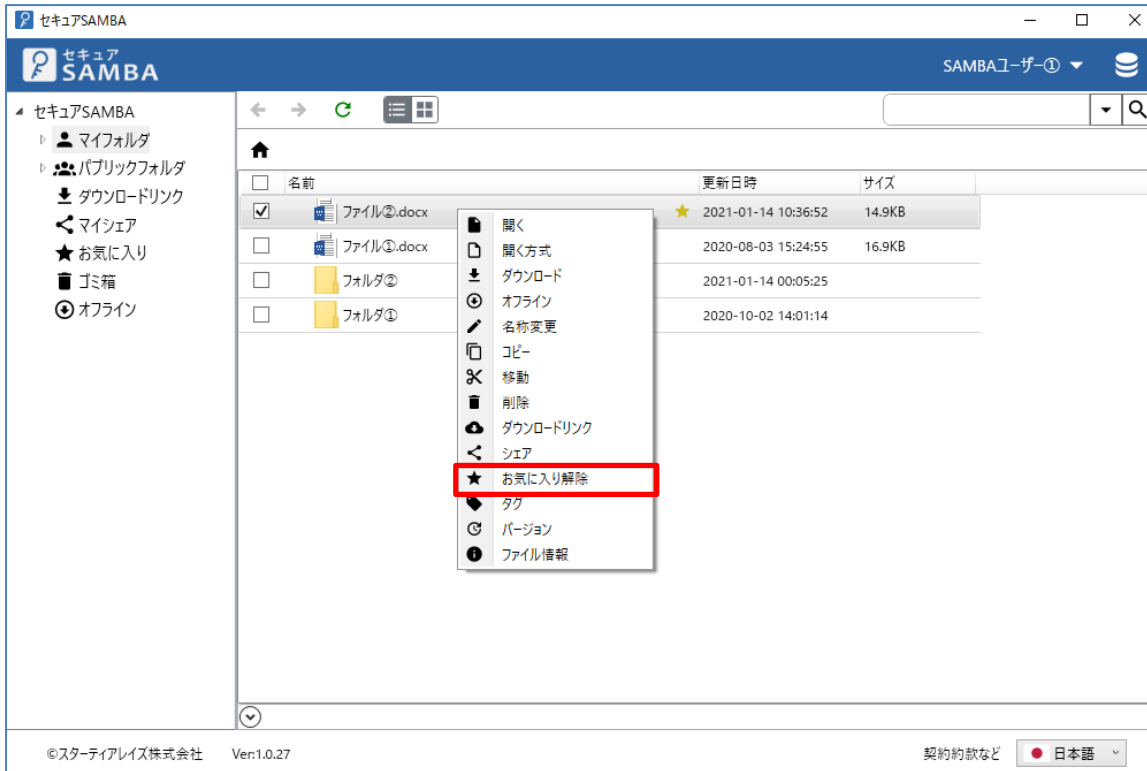 セキュアSAMBA
セキュア
SAMBA
SAMBAユーザー①
セキュアSAMBA
マイフォルダ
パブリックフォルダ
ダウンロードリンク
マイシェア
お気に入り
ゴミ箱
オフライン
名前 更新日時 サイズ
ファイル②.docx 2021-01-14 10:36:52 14.9KB
ファイル①.docx 2020-08-03 15:24:55 16.9KB
フォルダ② 2021-01-14 00:05:25
フォルダ① 2020-10-02 14:01:14
開く
開く方式
ダウンロード
オフライン
名称変更
コピー
移動
削除
ダウンロードリンク
シェア
お気に入り解除
タグ
バージョン
ファイル情報
©スターティアレイズ株式会社 Ver:1.0.27 契約約款など 日本語